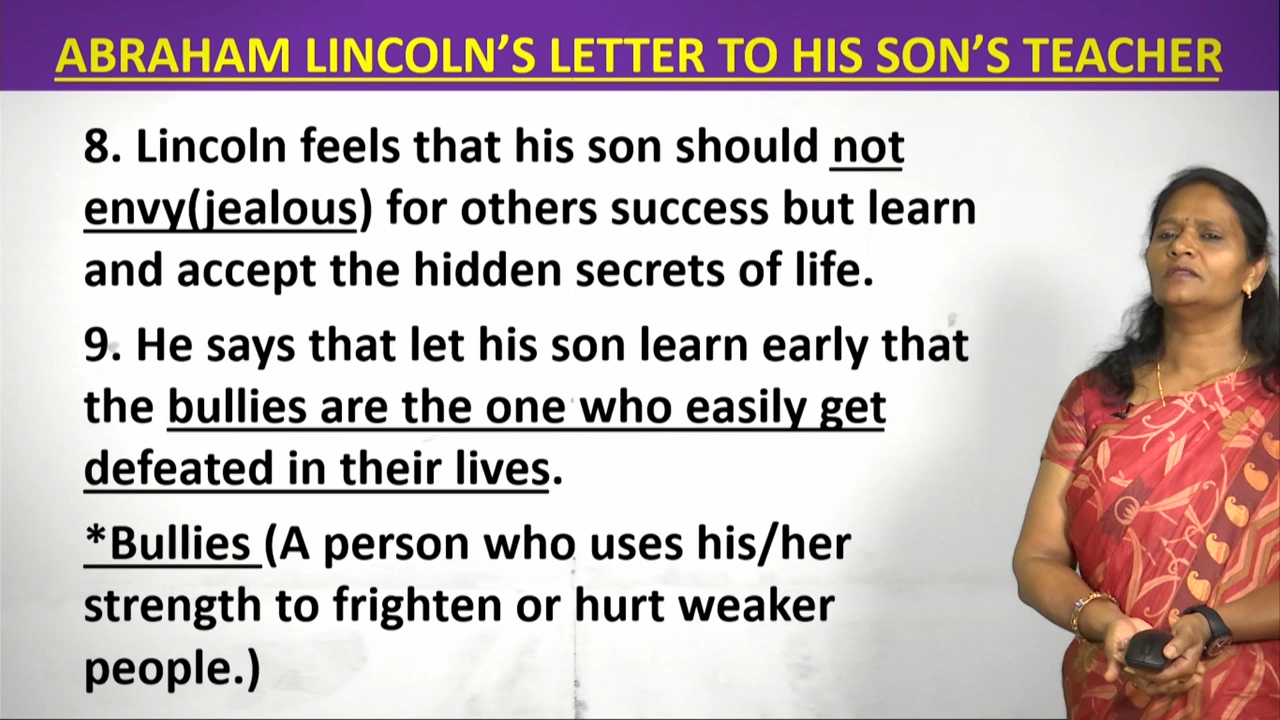 ABRAHAM LINCOLN’S LETTER TO HIS SON’S TEACHER
8. Lincoln feels that his son should not
envy(jealous) for others success but learn
and accept the hidden secrets of life.
9. He says that let his son learn early that
the bullies are the one who easily get
defeated in their lives.
*Bullies (A person who uses his/her
strength to frighten or hurt weaker
people.)